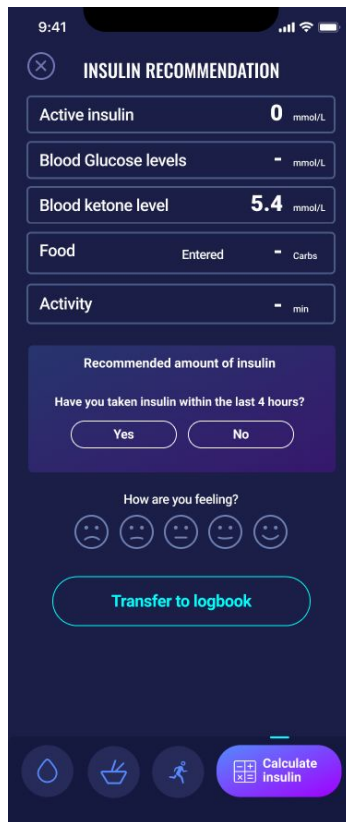 9:41
INSULIN RECOMMENDATION
Active insulin 0 mmol/L
Blood Glucose levels - mmol/L
Blood ketone level 5.4 mmol/L
Food Entered - Carbs
Activity - min
Recommended amount of insulin
Have you taken insulin within the last 4 hours?
Yes No
How are you feeling?
Transfer to logbook
Calculate
insulin